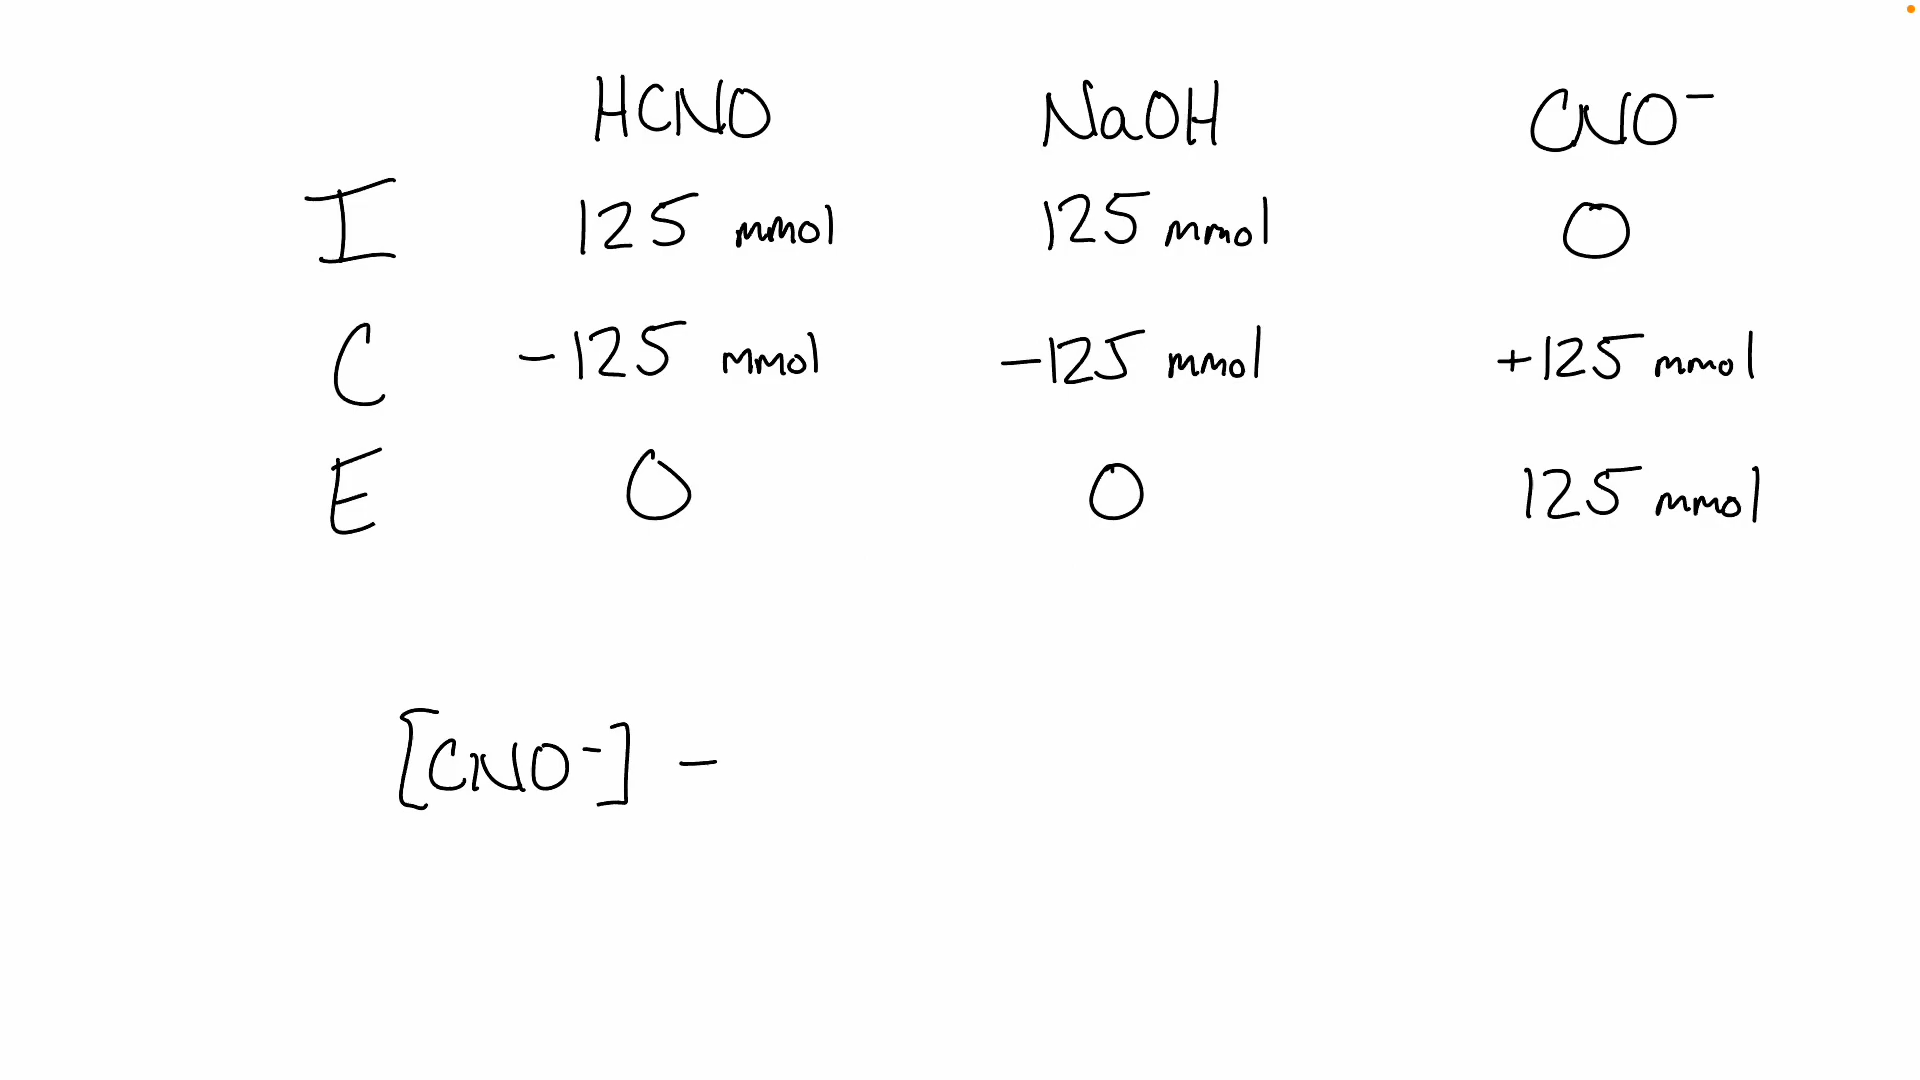 HCNO NaOH CNO⁻
I 125 mmol 125 mmol 0
C -125 mmol -125 mmol +125 mmol
E 0 0 125 mmol
[CNO⁻] -